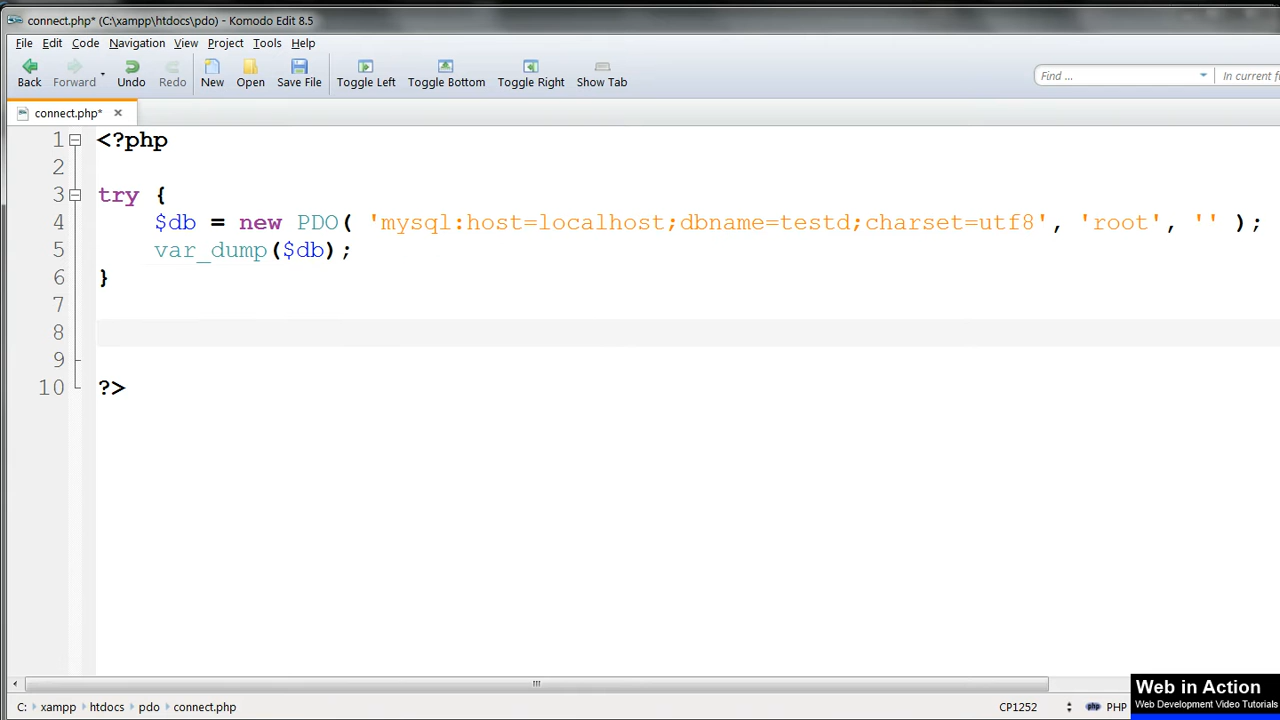 connect.php* (C:\xampp\htdocs\pdo) - Komodo Edit 8.5
File Edit Code Navigation View Project Tools Help
Back Forward Undo Redo New Open Save File Toggle Left Toggle Bottom Toggle Right Show Tab Find ... In current f
connect.php*
1 <?php
2
3 try {
4 $db = new PDO( 'mysql:host=localhost;dbname=testd;charset=utf8', 'root', '' );
5 var_dump($db);
6 }
7
8
9
10 ?>
C: xampp htdocs pdo connect.php CP1252 php PHP
Web in Action
Web Development Video Tutorials